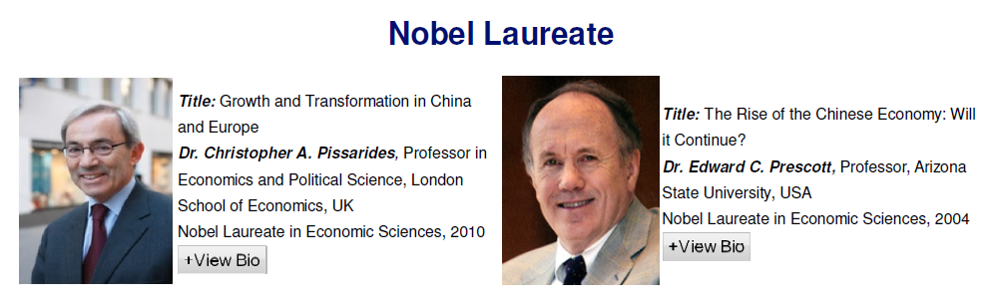 Nobel Laureate
Title: Growth and Transformation in China
and Europe
Dr. Christopher A. Pissarides, Professor in
Economics and Political Science, London
School of Economics, UK
Nobel Laureate in Economic Sciences, 2010
+View Bio
Title: The Rise of the Chinese Economy: Will
it Continue?
Dr. Edward C. Prescott, Professor, Arizona
State University, USA
Nobel Laureate in Economic Sciences, 2004
+View Bio